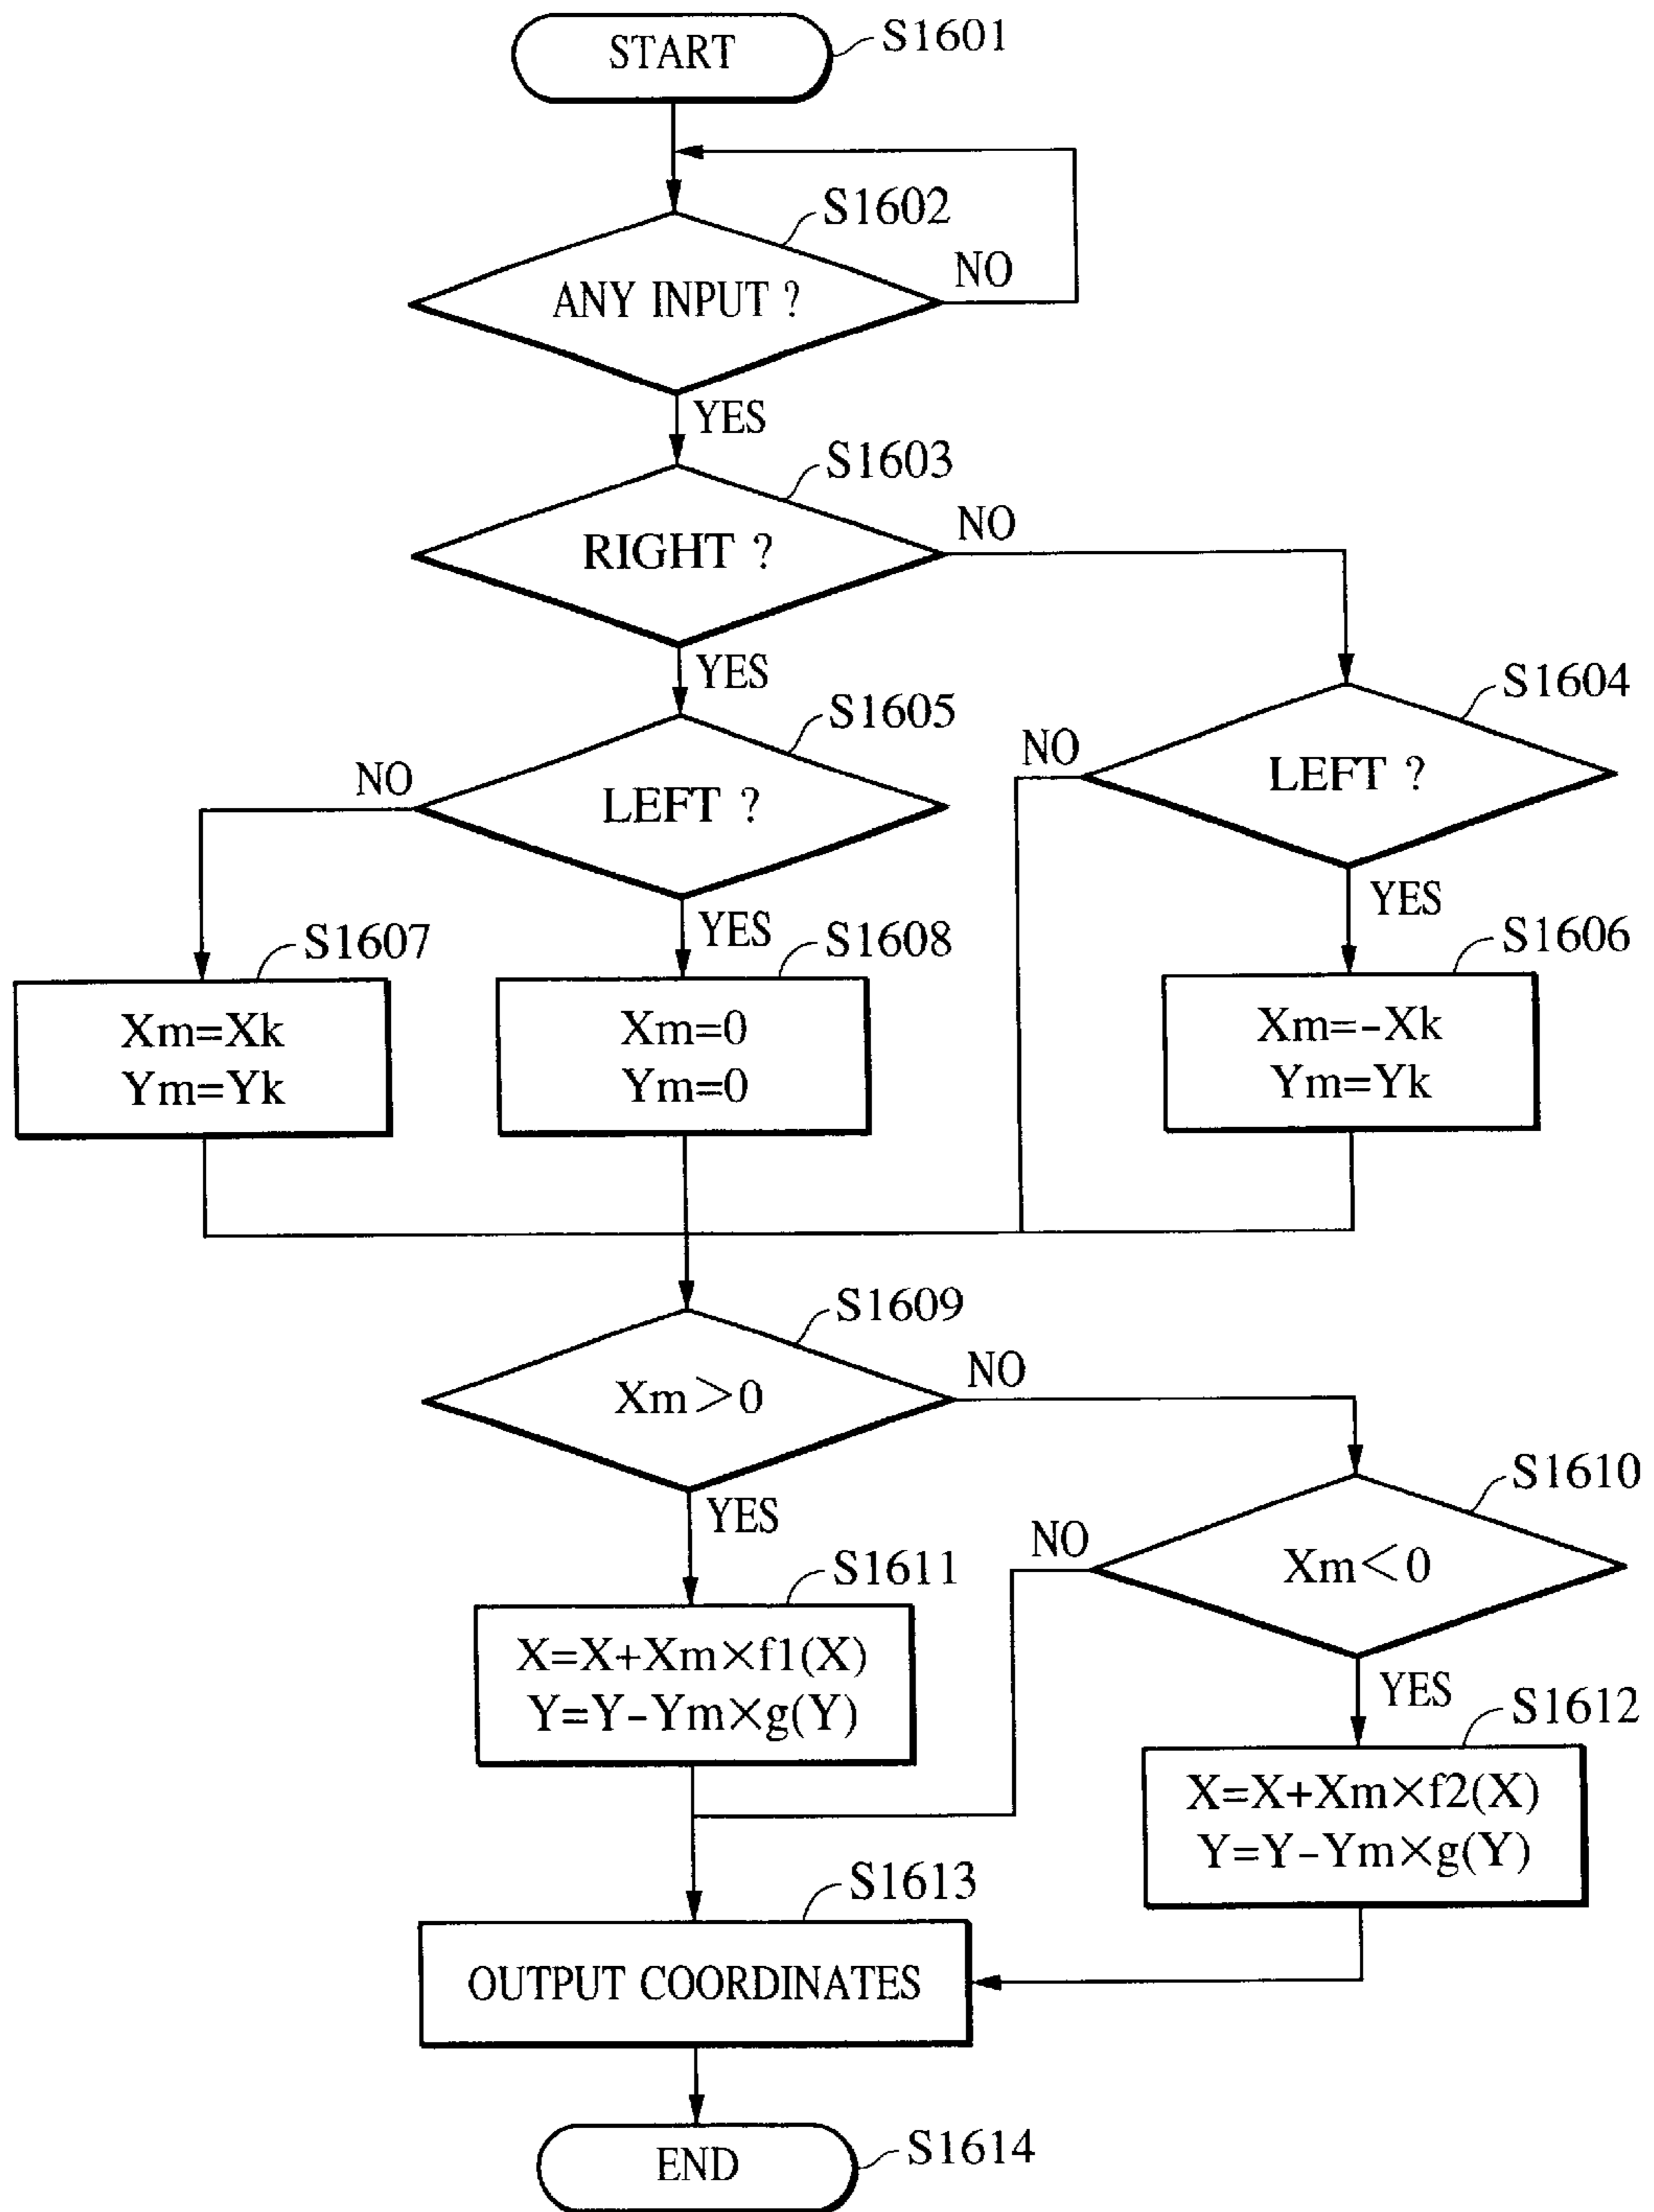 START
S1601
S1602
ANY INPUT ?
NO
YES
S1603
RIGHT ?
NO
YES
S1604
LEFT ?
NO
YES
S1605
LEFT ?
NO
YES
S1607
Xm=Xk
Ym=Yk
S1608
Xm=0
Ym=0
S1606
Xm=-Xk
Ym=Yk
S1609
Xm>0
NO
YES
S1610
Xm<0
NO
YES
S1611
X=X+Xm×f1(X)
Y=Y-Ym×g(Y)
S1612
X=X+Xm×f2(X)
Y=Y-Ym×g(Y)
S1613
OUTPUT COORDINATES
END
S1614